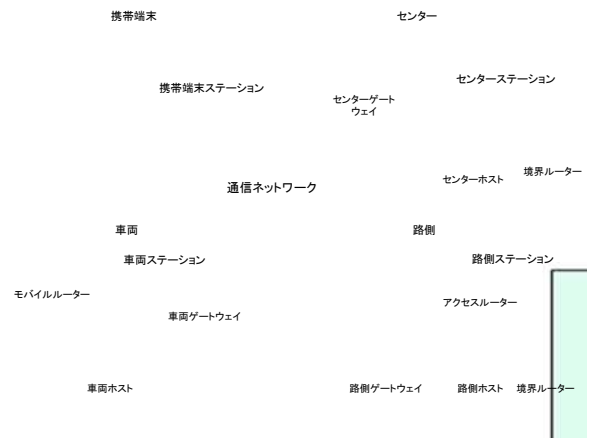 携帯端末
センター
携帯端末ステーション
センターステーション
センターゲート
ウェイ
通信ネットワーク
センターホスト
境界ルーター
車両
路側
車両ステーション
路側ステーション
モバイルルーター
アクセスルーター
車両ゲートウェイ
車両ホスト
路側ゲートウェイ
路側ホスト
境界ルーター